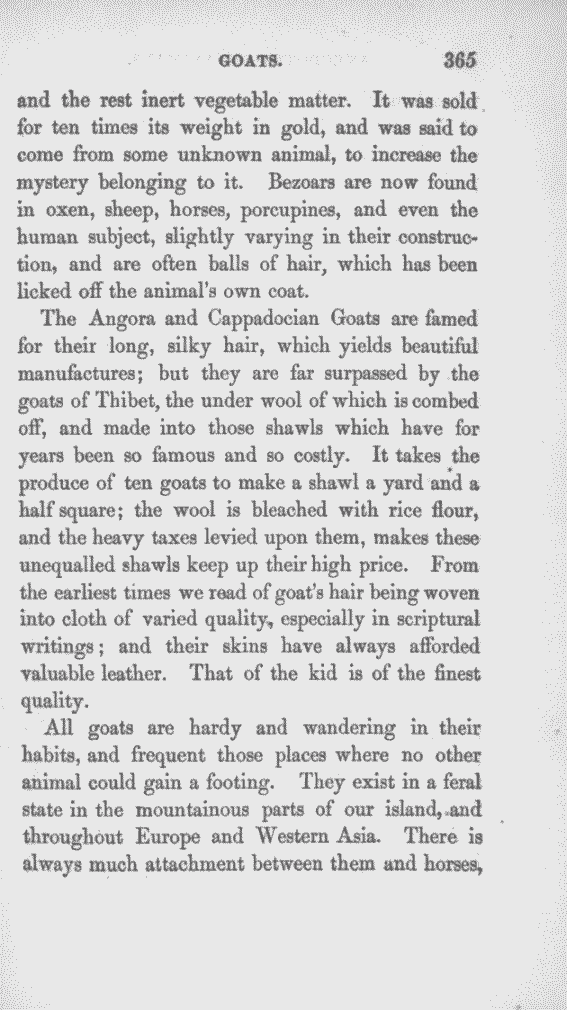 GOATS. 365
and the rest inert vegetable matter. It was sold
for ten times its weight in gold, and was said to
come from some unknown animal, to increase the
mystery belonging to it. Bezoars are now found
in oxen, sheep, horses, porcupines, and even the
human subject, slightly varying in their construc-
tion, and are often balls of hair, which has been
licked off the animal's own coat.
The Angora and Cappadocian Goats are famed
for their long, silky hair, which yields beautiful
manufactures; but they are far surpassed by the
goats of Thibet, the under wool of which is combed
off, and made into those shawls which have for
years been so famous and so costly. It takes the
produce of ten goats to make a shawl a yard and a
half square; the wool is bleached with rice flour,
and the heavy taxes levied upon them, makes these
unequalled shawls keep up their high price. From
the earliest times we read of goat's hair being woven
into cloth of varied quality, especially in scriptural
writings; and their skins have always afforded
valuable leather. That of the kid is of the finest
quality.
All goats are hardy and wandering in their
habits, and frequent those places where no other
animal could gain a footing. They exist in a feral
state in the mountainous parts of our island, and
throughout Europe and Western Asia. There is
always much attachment between them and horses,